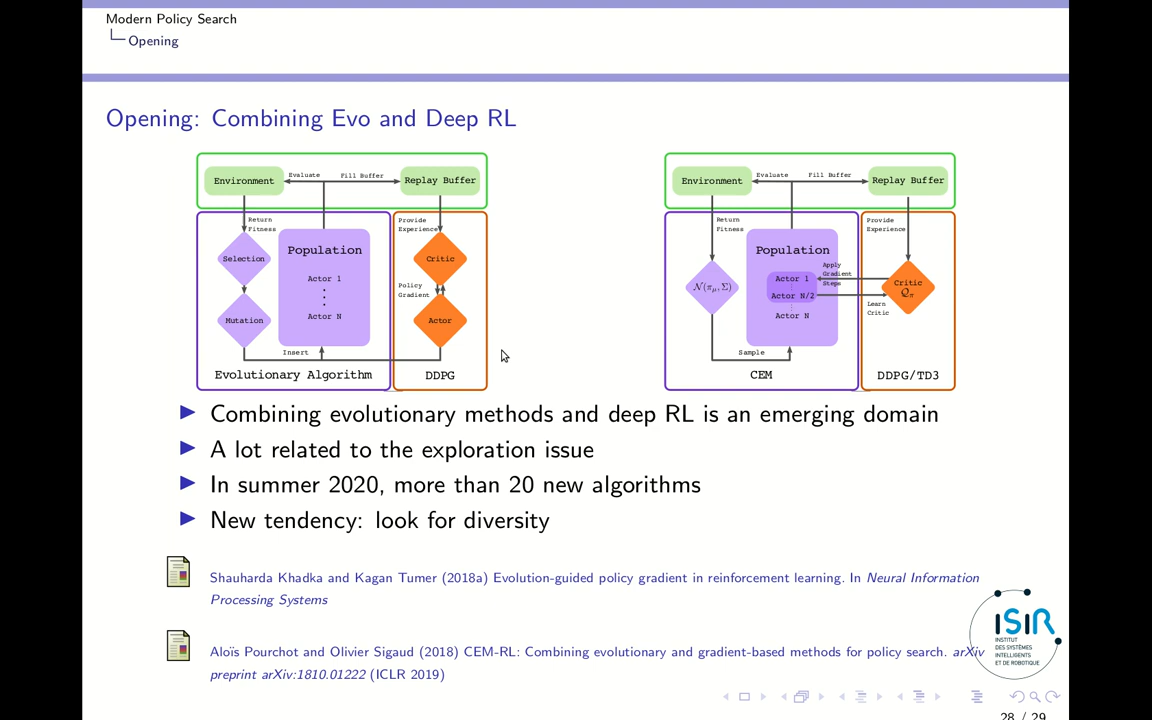 Modern Policy Search
Opening
Opening: Combining Evo and Deep RL
Environment
Evaluate
Fill Buffer
Replay Buffer
Return
Fitness
Provide
Experience
Selection
Population
Critic
Actor 1
Policy
Gradient
Mutation
Actor N
Actor
Insert
Evolutionary Algorithm
DDPG
Environment
Evaluate
Fill Buffer
Replay Buffer
Return
Fitness
Provide
Experience
Population
Apply
Gradient
Steps
Actor 1
N(πμ, Σ)
Critic
Qπ
Actor N/2
Learn
Critic
Actor N
Sample
CEM
DDPG/TD3
Combining evolutionary methods and deep RL is an emerging domain
A lot related to the exploration issue
In summer 2020, more than 20 new algorithms
New tendency: look for diversity
Shauharda Khadka and Kagan Tumer (2018a) Evolution-guided policy gradient in reinforcement learning. In Neural Information
Processing Systems
Aloïs Pourchot and Olivier Sigaud (2018) CEM-RL: Combining evolutionary and gradient-based methods for policy search. arXiv
preprint arXiv:1810.01222 (ICLR 2019)
ISIR
INSTITUT
DES SYSTÈMES
INTELLIGENTS
ET DE ROBOTIQUE
28 / 29